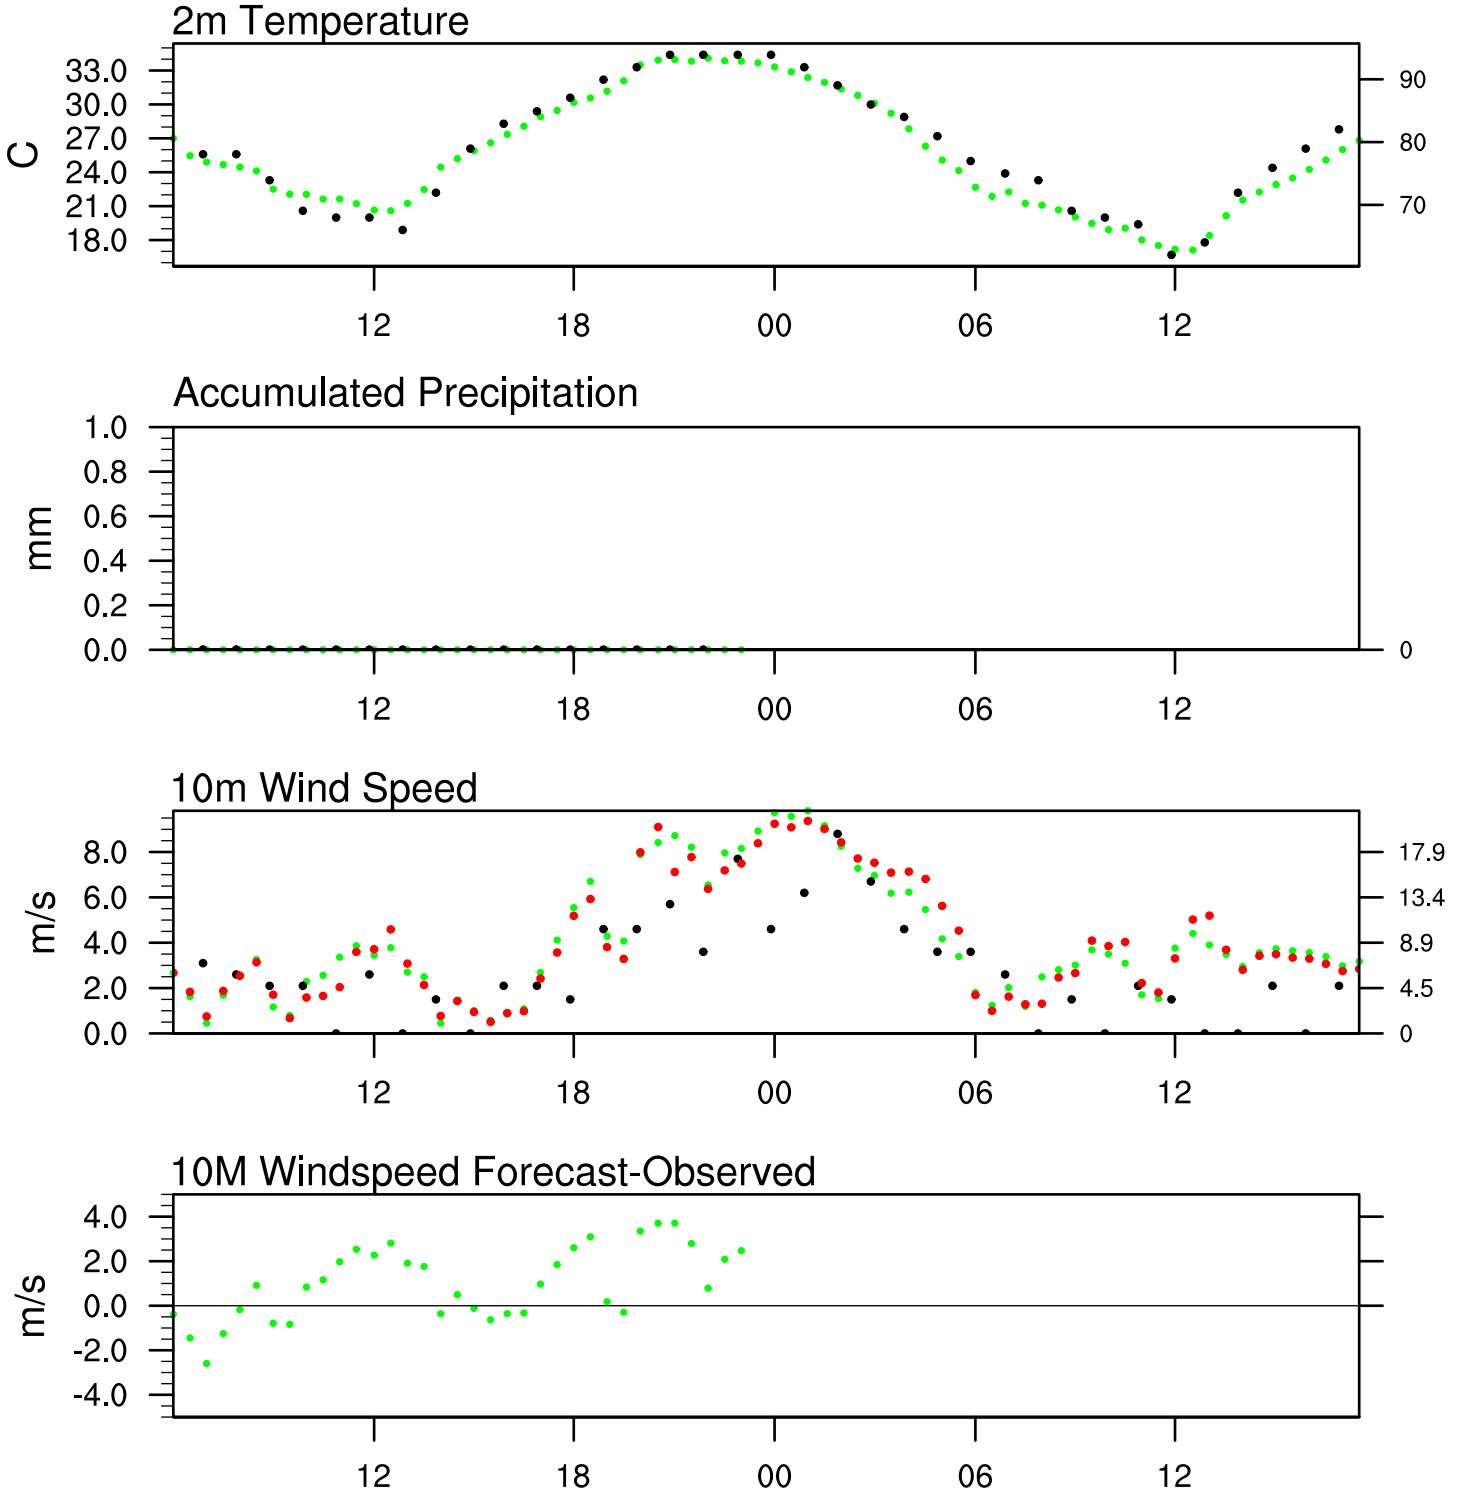 2m Temperature
33.0
30.0
27.0
24.0
21.0
18.0
C
90
80
70
12 18 00 06 12
Accumulated Precipitation
1.0
0.8
0.6
0.4
0.2
0.0
mm
0
12 18 00 06 12
10m Wind Speed
8.0
6.0
4.0
2.0
0.0
m/s
17.9
13.4
8.9
4.5
0
12 18 00 06 12
10M Windspeed Forecast-Observed
4.0
2.0
0.0
-2.0
-4.0
m/s
12 18 00 06 12